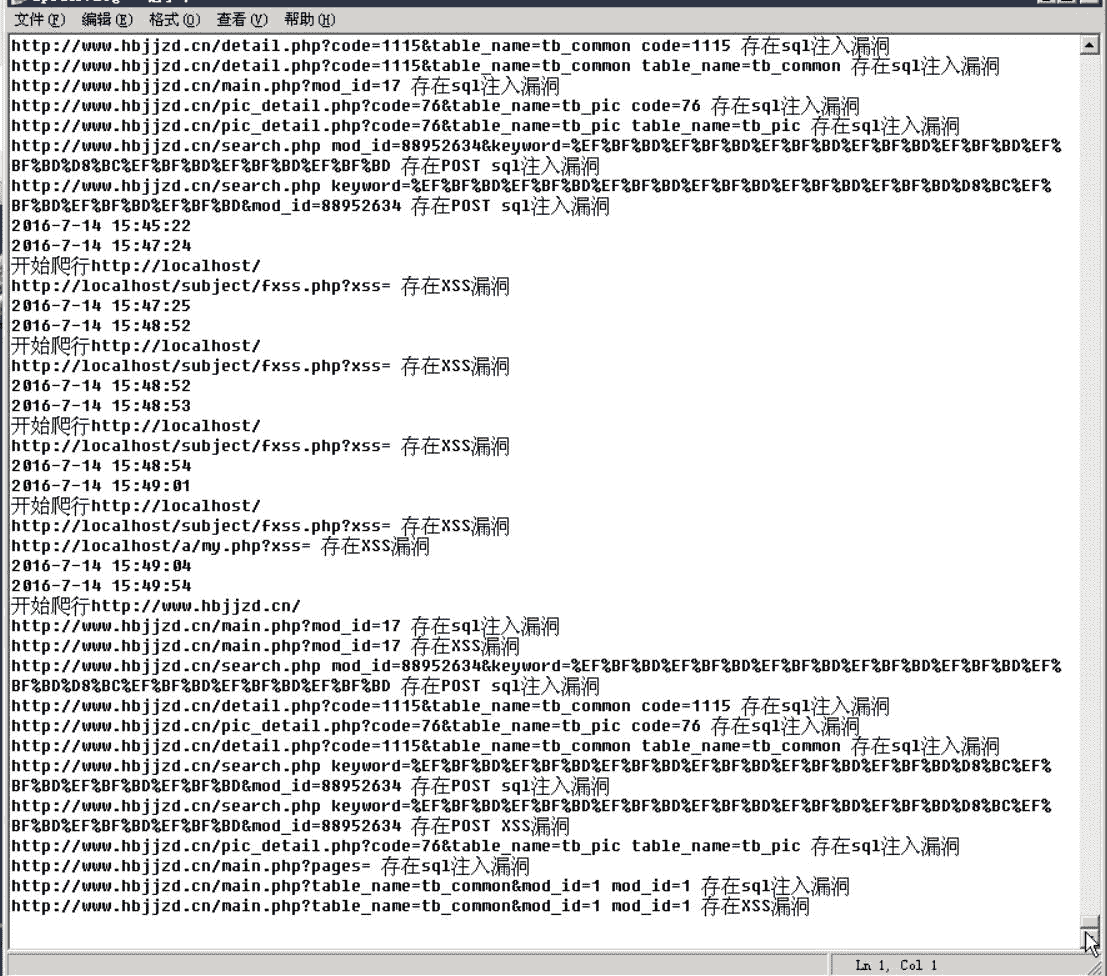 文件(F) 编辑(E) 格式(O) 查看(V) 帮助(H)
http://www.hbjjzd.cn/detail.php?code=1115&table_name=tb_common code=1115 存在sql注入漏洞
http://www.hbjjzd.cn/detail.php?code=1115&table_name=tb_common table_name=tb_common 存在sql注入漏洞
http://www.hbjjzd.cn/main.php?mod_id=17 存在sql注入漏洞
http://www.hbjjzd.cn/pic_detail.php?code=76&table_name=tb_pic code=76 存在sql注入漏洞
http://www.hbjjzd.cn/pic_detail.php?code=76&table_name=tb_pic table_name=tb_pic 存在sql注入漏洞
http://www.hbjjzd.cn/search.php mod_id=88952634&keyword=%EF%BF%BD%EF%BF%BD%EF%BF%BD%EF%BF%BD%EF%BF%BD%EF%
BF%BD%D8%BC%EF%BF%BD%EF%BF%BD%EF%BF%BD 存在POST sql注入漏洞
http://www.hbjjzd.cn/search.php keyword=%EF%BF%BD%EF%BF%BD%EF%BF%BD%EF%BF%BD%EF%BF%BD%EF%BF%BD%D8%BC%EF%
BF%BD%EF%BF%BD%EF%BF%BD&mod_id=88952634 存在POST sql注入漏洞
2016-7-14 15:45:22
2016-7-14 15:47:24
开始爬行http://localhost/
http://localhost/subject/fxss.php?xss= 存在XSS漏洞
2016-7-14 15:47:25
2016-7-14 15:48:52
开始爬行http://localhost/
http://localhost/subject/fxss.php?xss= 存在XSS漏洞
2016-7-14 15:48:52
2016-7-14 15:48:53
开始爬行http://localhost/
http://localhost/subject/fxss.php?xss= 存在XSS漏洞
2016-7-14 15:48:54
2016-7-14 15:49:01
开始爬行http://localhost/
http://localhost/subject/fxss.php?xss= 存在XSS漏洞
http://localhost/a/my.php?xss= 存在XSS漏洞
2016-7-14 15:49:04
2016-7-14 15:49:54
开始爬行http://www.hbjjzd.cn/
http://www.hbjjzd.cn/main.php?mod_id=17 存在sql注入漏洞
http://www.hbjjzd.cn/main.php?mod_id=17 存在XSS漏洞
http://www.hbjjzd.cn/search.php mod_id=88952634&keyword=%EF%BF%BD%EF%BF%BD%EF%BF%BD%EF%BF%BD%EF%BF%BD%EF%
BF%BD%D8%BC%EF%BF%BD%EF%BF%BD%EF%BF%BD 存在POST sql注入漏洞
http://www.hbjjzd.cn/detail.php?code=1115&table_name=tb_common code=1115 存在sql注入漏洞
http://www.hbjjzd.cn/pic_detail.php?code=76&table_name=tb_pic code=76 存在sql注入漏洞
http://www.hbjjzd.cn/detail.php?code=1115&table_name=tb_common table_name=tb_common 存在sql注入漏洞
http://www.hbjjzd.cn/search.php keyword=%EF%BF%BD%EF%BF%BD%EF%BF%BD%EF%BF%BD%EF%BF%BD%EF%BF%BD%D8%BC%EF%
BF%BD%EF%BF%BD%EF%BF%BD&mod_id=88952634 存在POST sql注入漏洞
http://www.hbjjzd.cn/search.php keyword=%EF%BF%BD%EF%BF%BD%EF%BF%BD%EF%BF%BD%EF%BF%BD%EF%BF%BD%D8%BC%EF%
BF%BD%EF%BF%BD%EF%BF%BD&mod_id=88952634 存在POST XSS漏洞
http://www.hbjjzd.cn/pic_detail.php?code=76&table_name=tb_pic table_name=tb_pic 存在sql注入漏洞
http://www.hbjjzd.cn/main.php?pages= 存在sql注入漏洞
http://www.hbjjzd.cn/main.php?table_name=tb_common&mod_id=1 mod_id=1 存在sql注入漏洞
http://www.hbjjzd.cn/main.php?table_name=tb_common&mod_id=1 mod_id=1 存在XSS漏洞
Ln 1, Col 1